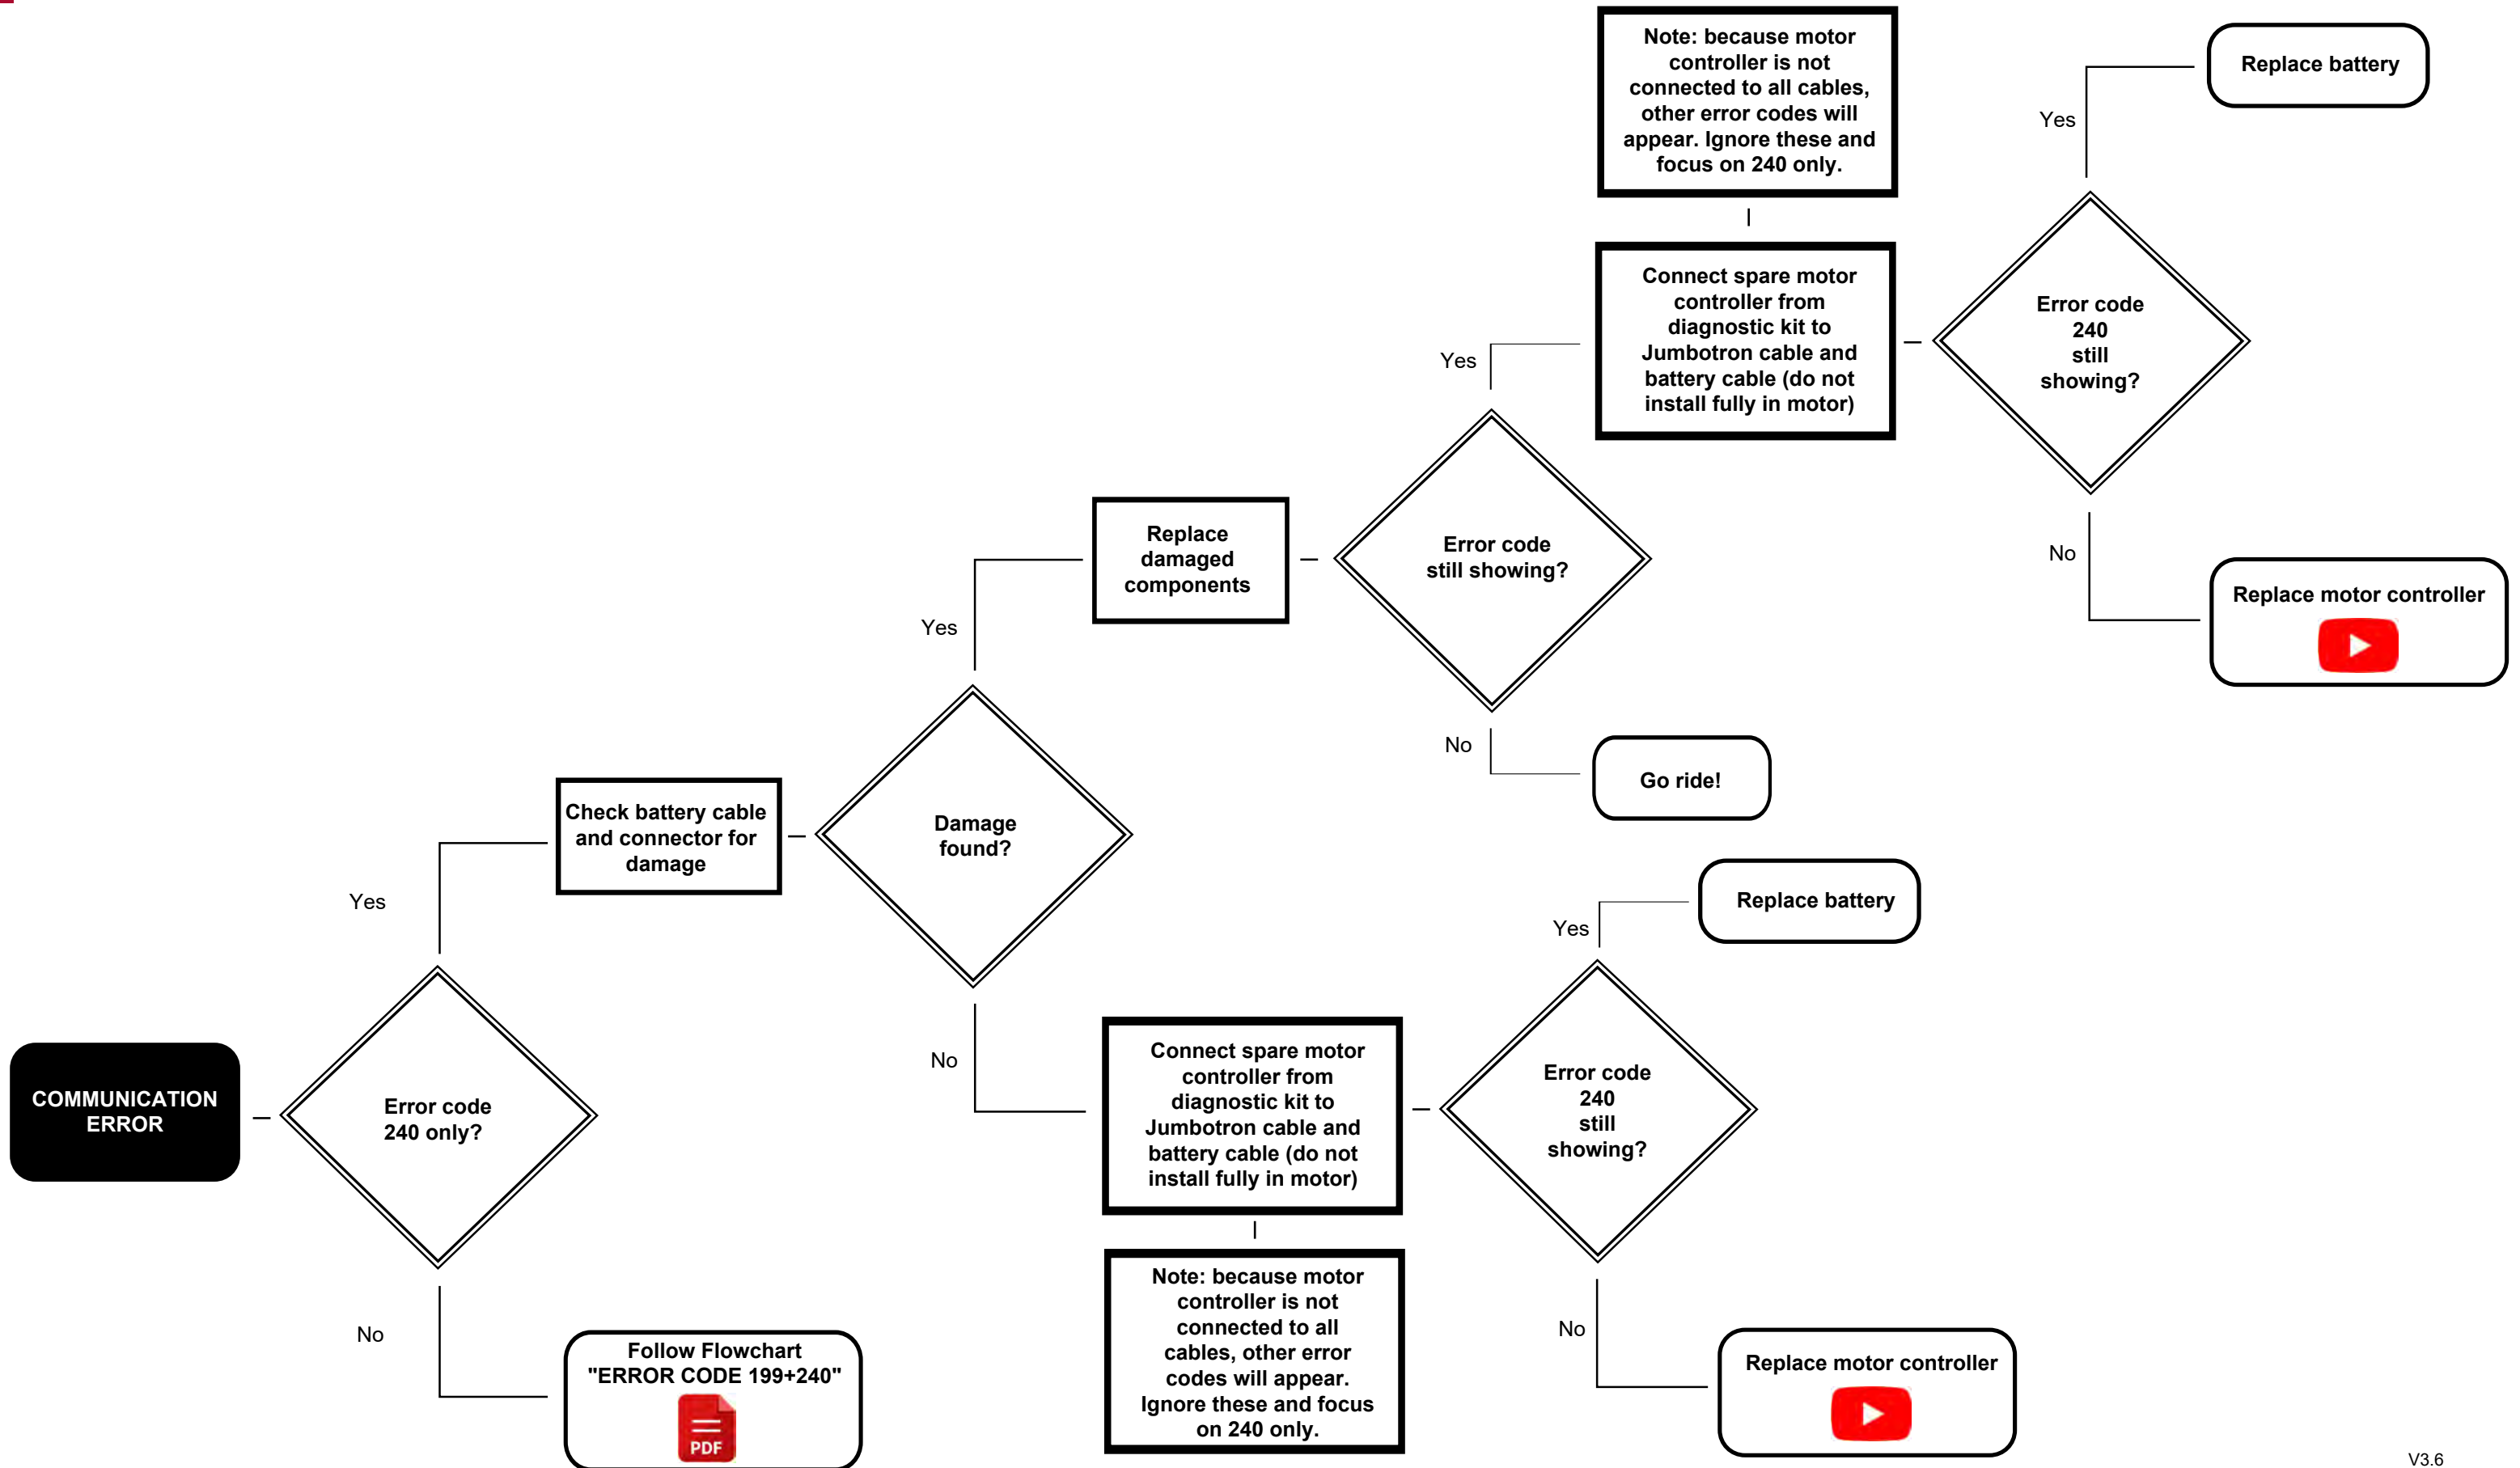 COMMUNICATION
ERROR
Error code
240 only?
Yes
Check battery cable
and connector for
damage
Damage
found?
Yes
Replace
damaged
components
Error code
still showing?
Yes
Connect spare motor
controller from
diagnostic kit to
Jumbotron cable and
battery cable (do not
install fully in motor)
Note: because motor
controller is not
connected to all cables,
other error codes will
appear. Ignore these and
focus on 240 only.
Error code
240
still
showing?
Yes
Replace battery
No
Replace motor controller
No
Go ride!
No
Connect spare motor
controller from
diagnostic kit to
Jumbotron cable and
battery cable (do not
install fully in motor)
Note: because motor
controller is not
connected to all
cables, other error
codes will appear.
Ignore these and focus
on 240 only.
Error code
240
still
showing?
Yes
Replace battery
No
Replace motor controller
No
Follow Flowchart
"ERROR CODE 199+240"
PDF
V3.6